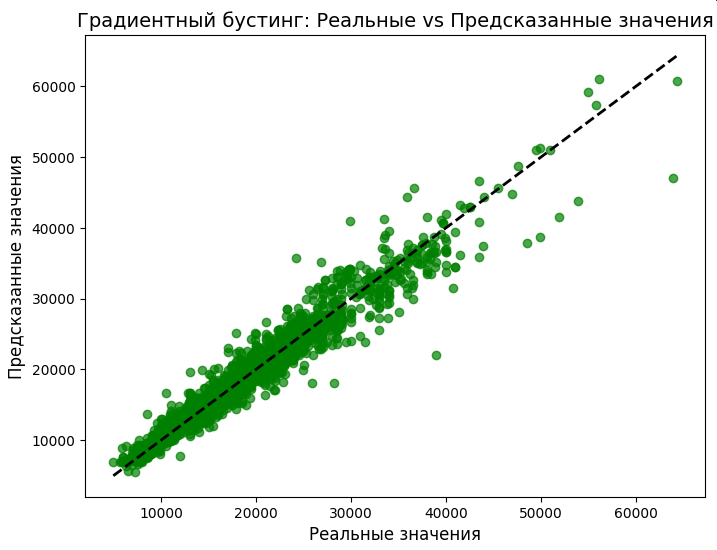 Градиентный бустинг: Реальные vs Предсказанные значения
60000
50000
40000
30000
20000
10000
Предсказанные значения
10000 20000 30000 40000 50000 60000
Реальные значения